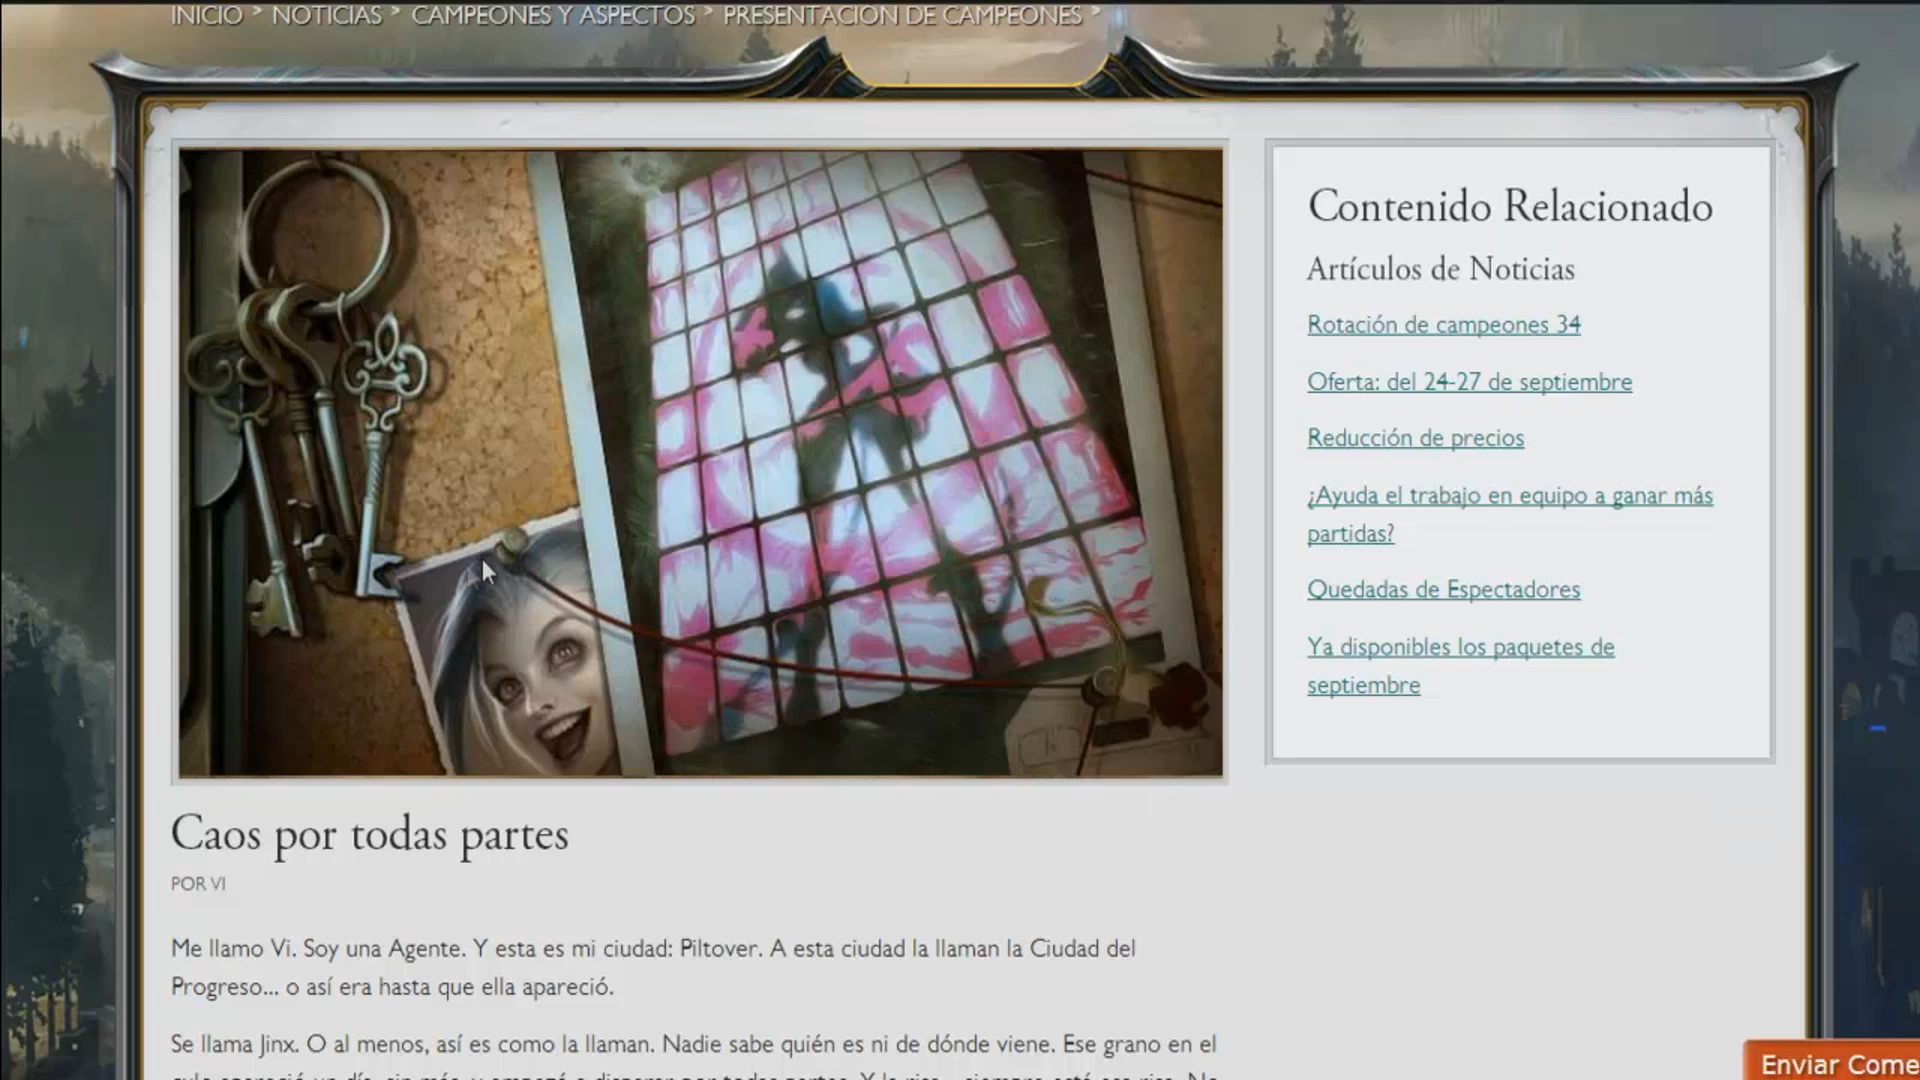 INICIO > NOTICIAS > CAMPEONES Y ASPECTOS > PRESENTACIÓN DE CAMPEONES >
Contenido Relacionado
Artículos de Noticias
Rotación de campeones 34
Oferta: del 24-27 de septiembre
Reducción de precios
¿Ayuda el trabajo en equipo a ganar más
partidas?
Quedadas de Espectadores
Ya disponibles los paquetes de
septiembre
Caos por todas partes
POR VI
Me llamo Vi. Soy una Agente. Y esta es mi ciudad: Piltover. A esta ciudad la llaman la Ciudad del
Progreso... o así era hasta que ella apareció.
Se llama Jinx. O al menos, así es como la llaman. Nadie sabe quién es ni de dónde viene. Ese grano en el
Enviar Come